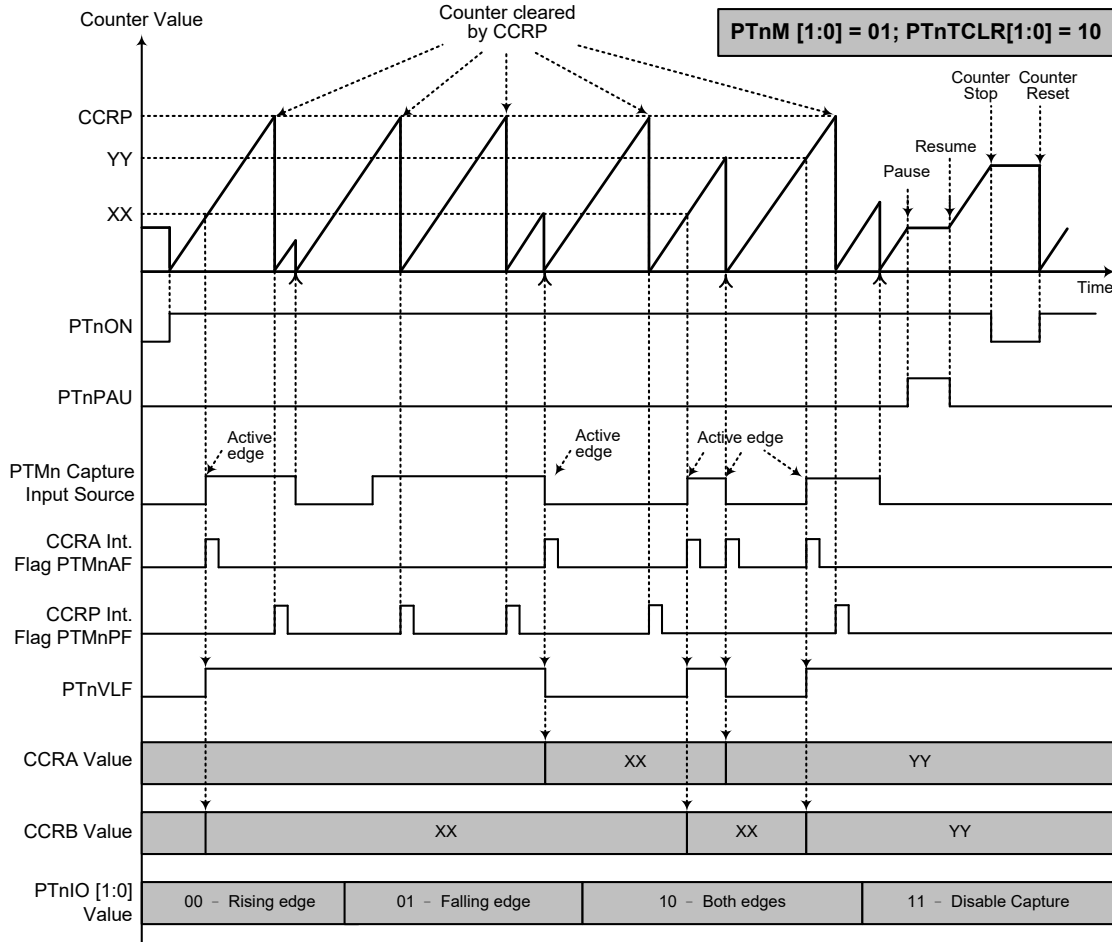 Counter Value
Counter cleared
by CCRP
PTnM [1:0] = 01; PTnTCLR[1:0] = 10
Counter
Stop
Counter
Reset
CCRP
YY
XX
Pause
Resume
Time
PTnON
PTnPAU
Active
edge
Active
edge
Active edge
PTMn Capture
Input Source
CCRA Int.
Flag PTMnAF
CCRP Int.
Flag PTMnPF
PTnVLF
CCRA Value
XX
YY
CCRB Value
XX
XX
YY
PTnIO [1:0]
Value
00 – Rising edge
01 – Falling edge
10 – Both edges
11 – Disable Capture